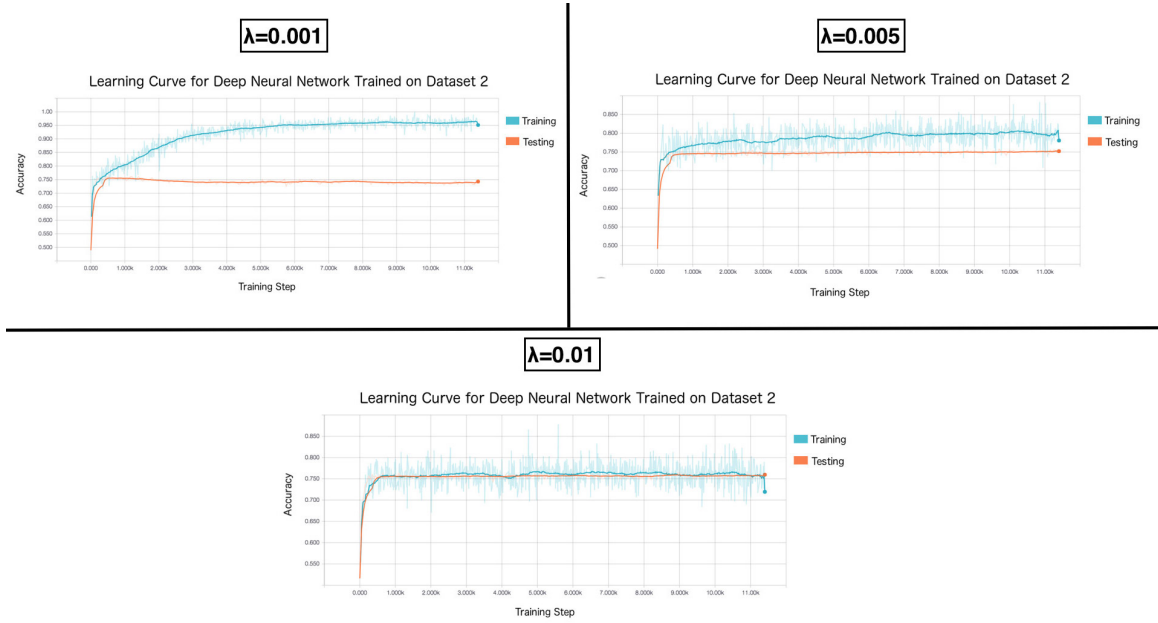 λ=0.001
Learning Curve for Deep Neural Network Trained on Dataset 2
1.00
0.950
0.900
0.850
0.800
0.750
0.700
0.650
0.600
0.550
0.500
Accuracy
0.000 1.000k 2.000k 3.000k 4.000k 5.000k 6.000k 7.000k 8.000k 9.000k 10.00k 11.00k
Training Step
Training
Testing
λ=0.005
Learning Curve for Deep Neural Network Trained on Dataset 2
0.850
0.800
0.750
0.700
0.650
0.600
0.550
0.500
Accuracy
0.000 1.000k 2.000k 3.000k 4.000k 5.000k 6.000k 7.000k 8.000k 9.000k 10.00k 11.00k
Training Step
Training
Testing
λ=0.01
Learning Curve for Deep Neural Network Trained on Dataset 2
0.850
0.800
0.750
0.700
0.650
0.600
0.550
Accuracy
0.000 1.000k 2.000k 3.000k 4.000k 5.000k 6.000k 7.000k 8.000k 9.000k 10.00k 11.00k
Training Step
Training
Testing